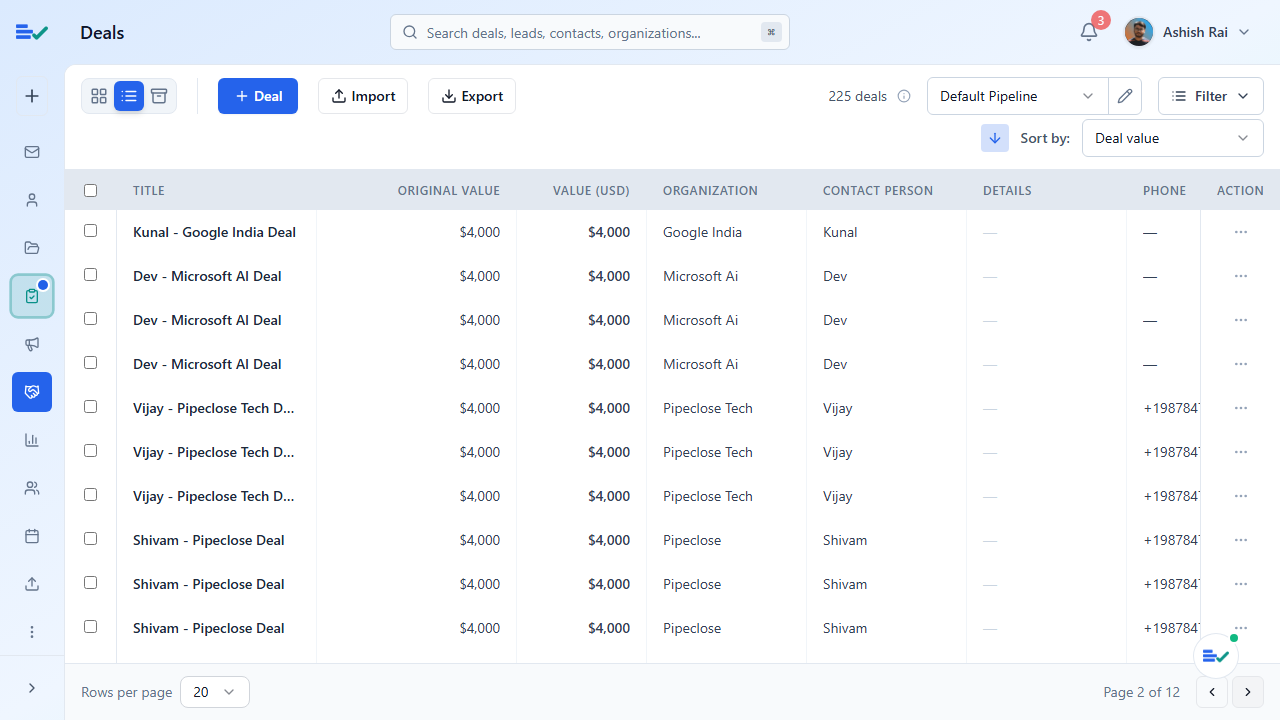 Deals
Search deals, leads, contacts, organizations...
⌘
3
Ashish Rai
Deal
Import
Export
225 deals
Default Pipeline
Filter
Sort by:
Deal value
TITLE ORIGINAL VALUE VALUE (USD) ORGANIZATION CONTACT PERSON DETAILS PHONE ACTION
Kunal - Google India Deal $4,000 $4,000 Google India Kunal — — ···
Dev - Microsoft AI Deal $4,000 $4,000 Microsoft Ai Dev — — ···
Dev - Microsoft AI Deal $4,000 $4,000 Microsoft Ai Dev — — ···
Dev - Microsoft AI Deal $4,000 $4,000 Microsoft Ai Dev — — ···
Vijay - Pipeclose Tech D... $4,000 $4,000 Pipeclose Tech Vijay — +198784 ···
Vijay - Pipeclose Tech D... $4,000 $4,000 Pipeclose Tech Vijay — +198784 ···
Vijay - Pipeclose Tech D... $4,000 $4,000 Pipeclose Tech Vijay — +198784 ···
Shivam - Pipeclose Deal $4,000 $4,000 Pipeclose Shivam — +198784 ···
Shivam - Pipeclose Deal $4,000 $4,000 Pipeclose Shivam — +198784 ···
Shivam - Pipeclose Deal $4,000 $4,000 Pipeclose Shivam — +198784 ···
Rows per page 20
Page 2 of 12